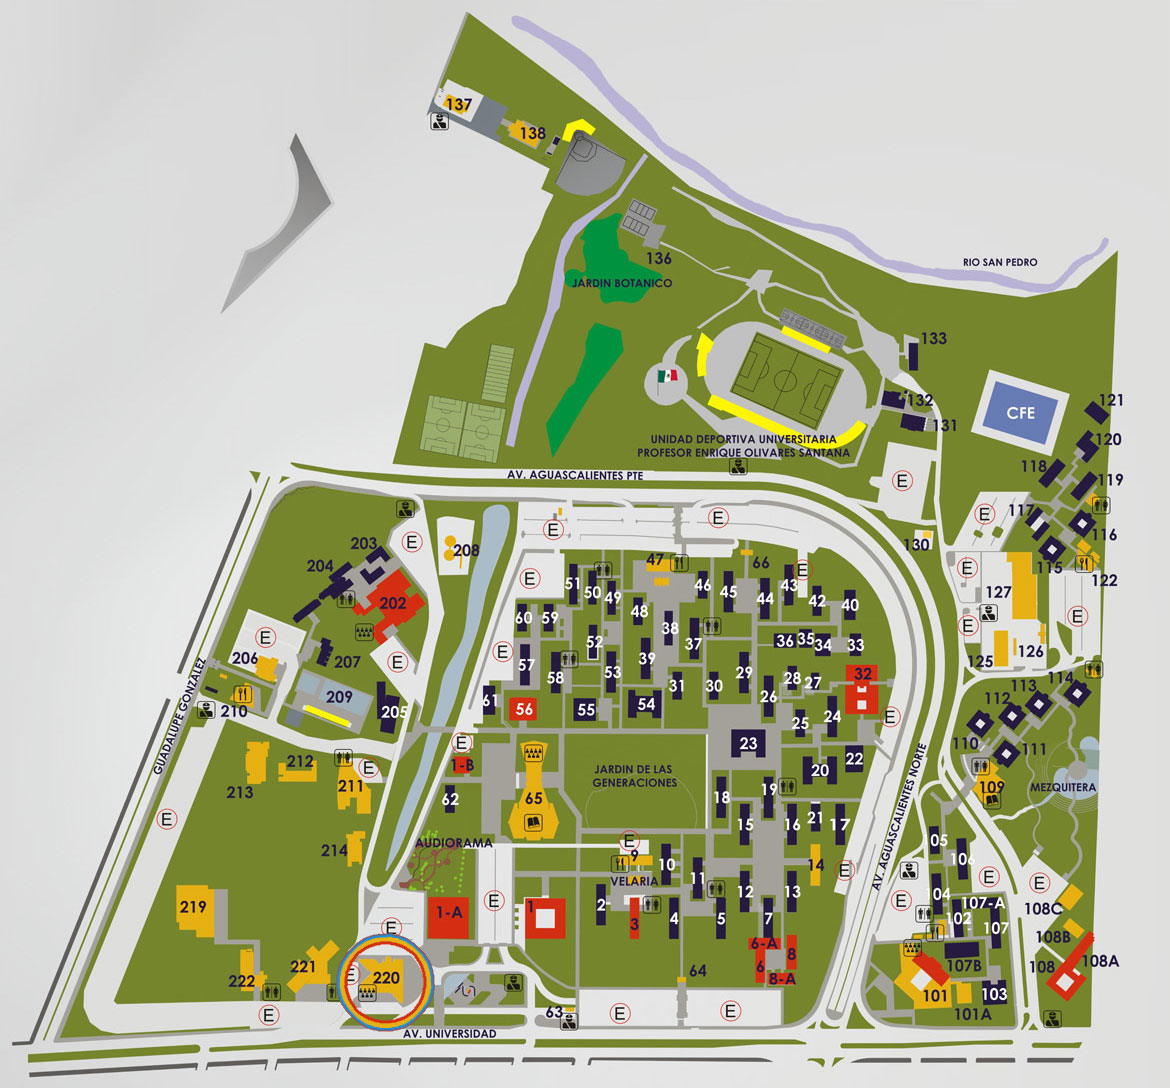 137
138
136
JARDIN BOTANICO
RIO SAN PEDRO
133
132
131
CFE
121
120
119
118
117
116
115
122
UNIDAD DEPORTIVA UNIVERSITARIA
PROFESOR ENRIQUE OLIVARES SANTANA
AV. AGUASCALIENTES PTE
E
E
E
E
E
E
130
208
203
204
202
E
206
E
207
E
209
205
210
GUADALUPE GONZALEZ
212
213
211
E
E
214
219
222
221
220
E
E
E
AV. UNIVERSIDAD
47
66
E
51
50
49
48
46
45
44
43
42
40
60
59
38
37
36
35
34
33
52
57
58
53
39
E
31
30
29
28
27
26
32
61
56
55
54
25
24
E
23
22
20
E
1-B
62
65
JARDIN DE LAS
GENERACIONES
18
19
21
15
16
17
AUDIORAMA
E
9
10
VELARIA
11
12
13
14
E
E
1-A
1
2
3
4
5
7
6-A
6
8
8-A
64
63
E
E
AV. AGUASCALIENTES NORTE
E
127
E
E
125
126
114
113
112
110
111
109
MEZQUITERA
05
106
104
E
E
107-A
102
107
107B
101
101A
103
E
108C
108B
108
108A